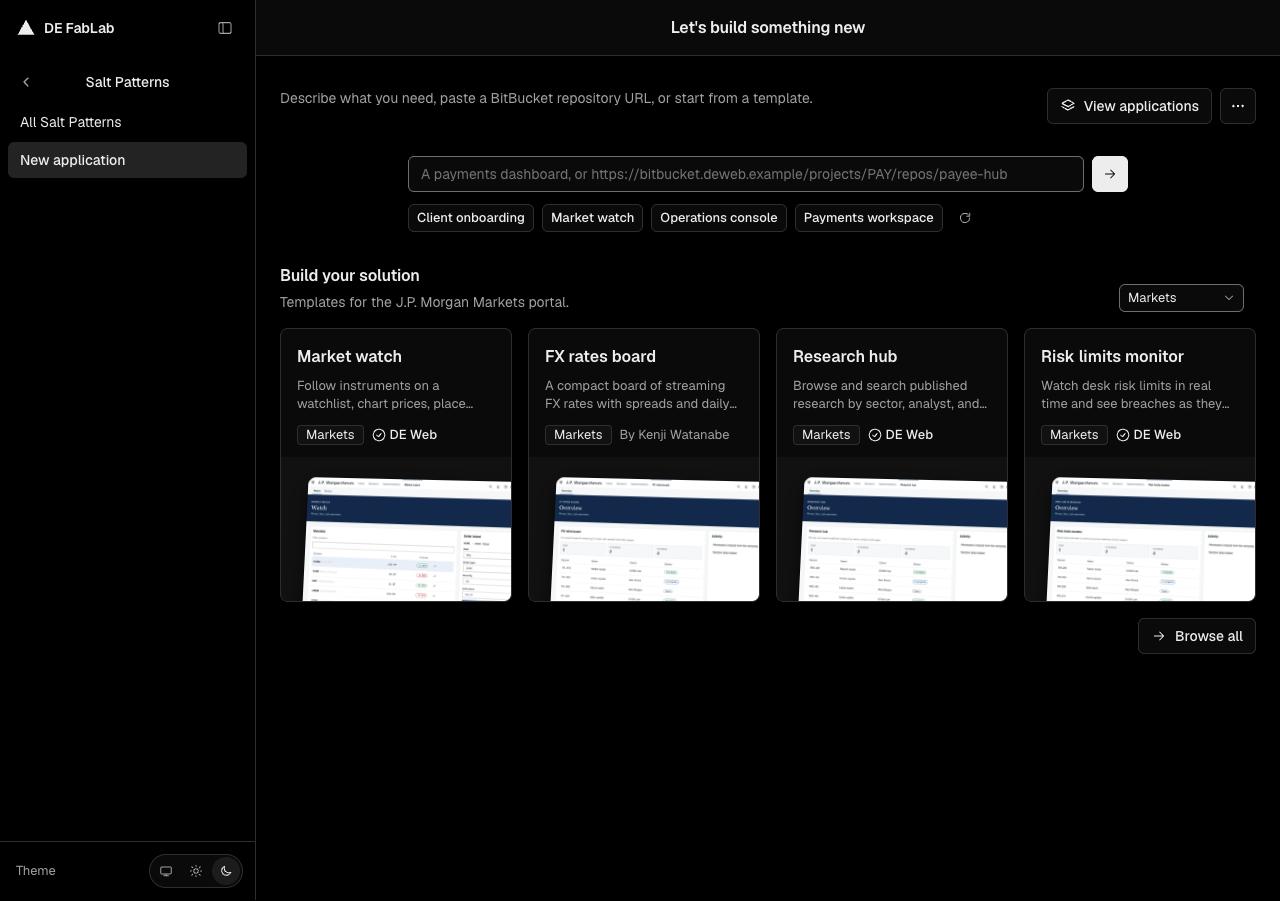 DE FabLab
Let's build something new
Salt Patterns
All Salt Patterns
New application
Describe what you need, paste a BitBucket repository URL, or start from a template.
View applications
A payments dashboard, or https://bitbucket.deweb.example/projects/PAY/repos/payee-hub
Client onboarding
Market watch
Operations console
Payments workspace
Build your solution
Templates for the J.P. Morgan Markets portal.
Markets
Market watch
Follow instruments on a
watchlist, chart prices, place…
Markets DE Web
Watch
FX rates board
A compact board of streaming
FX rates with spreads and daily…
Markets By Kenji Watanabe
Overview
Research hub
Browse and search published
research by sector, analyst, and…
Markets DE Web
Overview
Risk limits monitor
Watch desk risk limits in real
time and see breaches as they…
Markets DE Web
Overview
Browse all
Theme